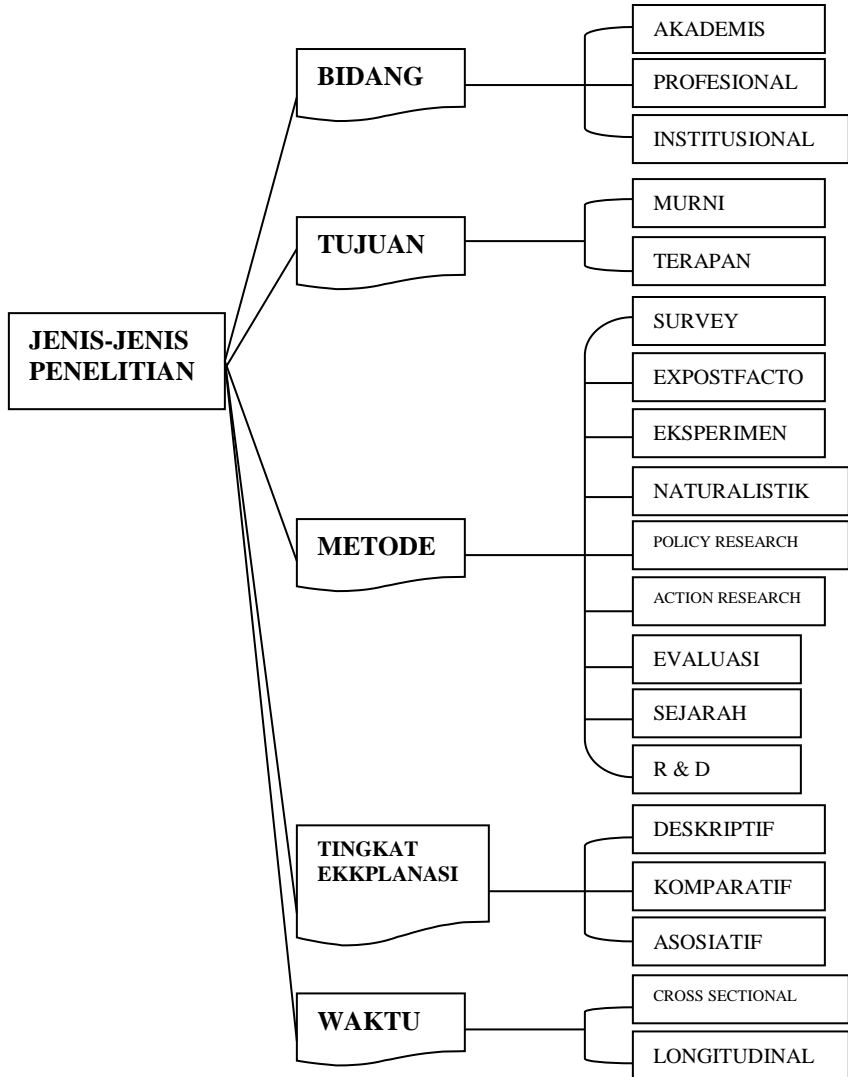 JENIS-JENIS
PENELITIAN
BIDANG
AKADEMIS
PROFESIONAL
INSTITUSIONAL
TUJUAN
MURNI
TERAPAN
METODE
SURVEY
EXPOSTFACTO
EKSPERIMEN
NATURALISTIK
POLICY RESEARCH
ACTION RESEARCH
EVALUASI
SEJARAH
R & D
TINGKAT
EKKPLANASI
DESKRIPTIF
KOMPARATIF
ASOSIATIF
WAKTU
CROSS SECTIONAL
LONGITUDINAL